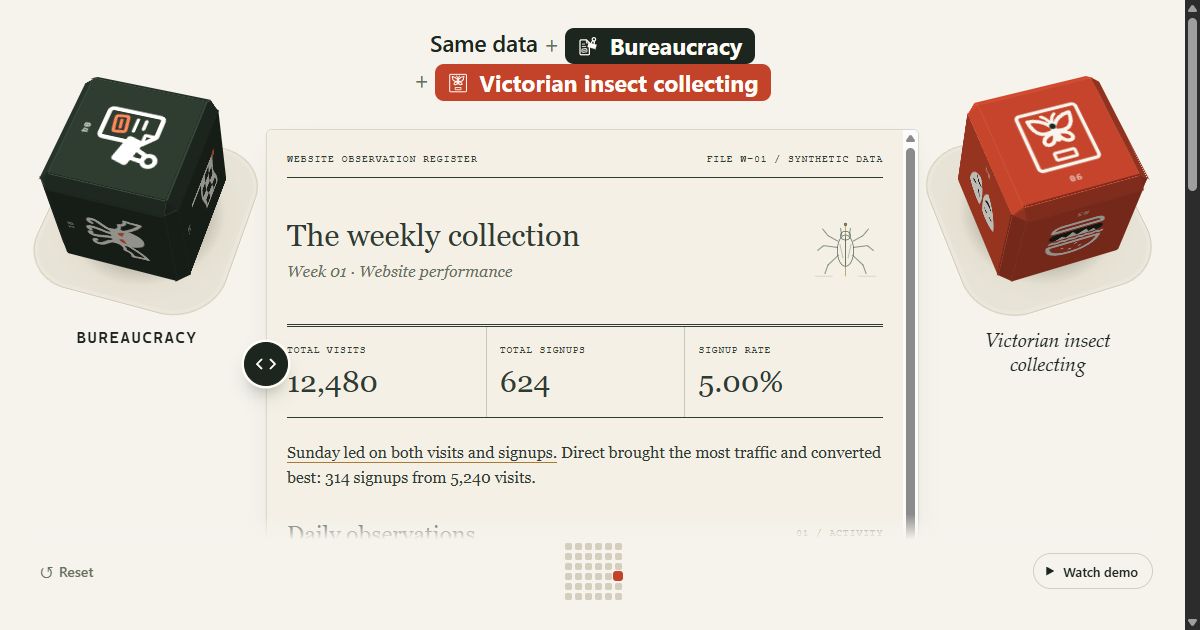 Same data + Bureaucracy
+ Victorian insect collecting
WEBSITE OBSERVATION REGISTER
FILE W-01 / SYNTHETIC DATA
The weekly collection
Week 01 · Website performance
BUREAUCRACY
Victorian insect
collecting
TOTAL VISITS
12,480
TOTAL SIGNUPS
624
SIGNUP RATE
5.00%
Sunday led on both visits and signups. Direct brought the most traffic and converted
best: 314 signups from 5,240 visits.
Daily observations
01 / ACTIVITY
Reset
Watch demo